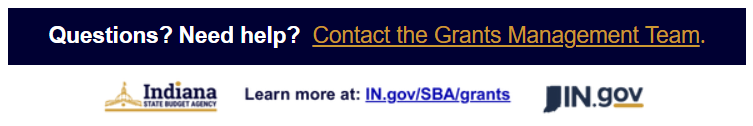 Questions? Need help? Contact the Grants Management Team.
Indiana
STATE BUDGET AGENCY
Learn more at: IN.gov/SBA/grants
IN.gov